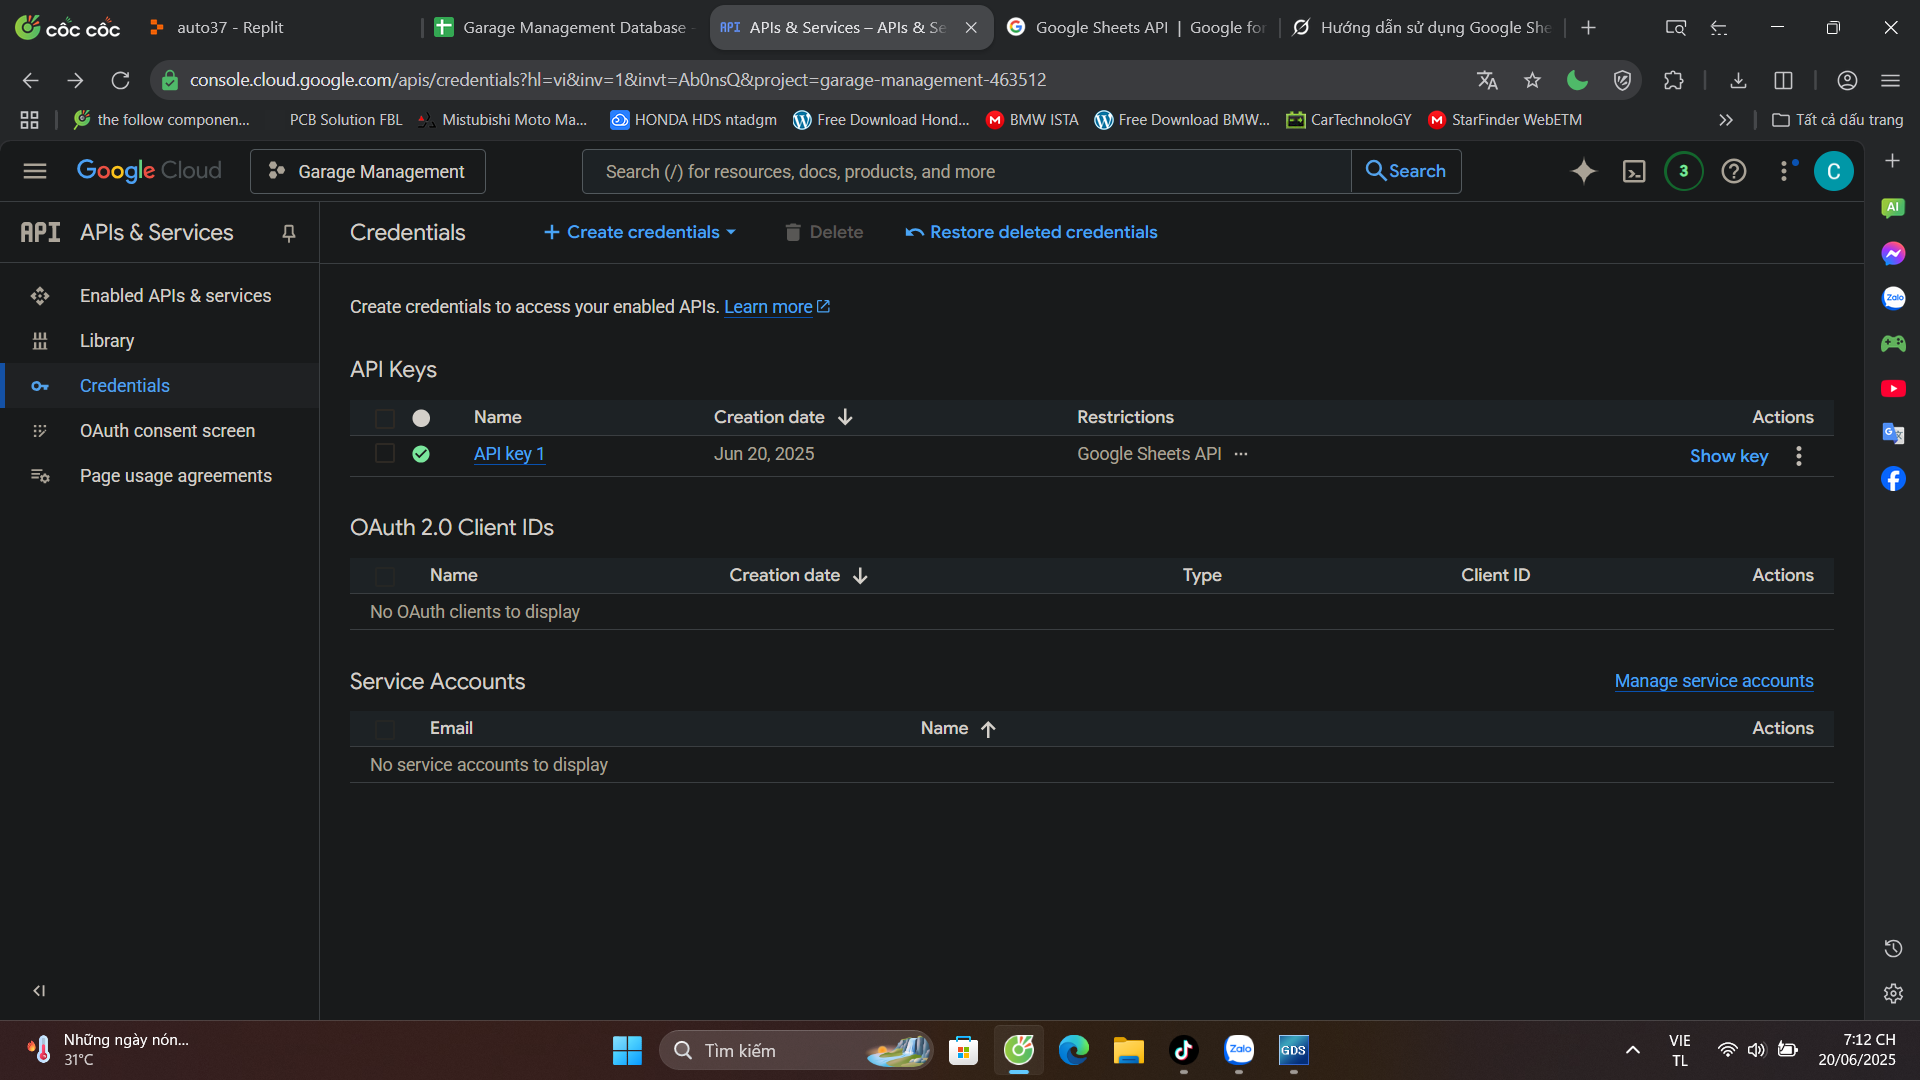 cốc cốc
auto37 - Replit
Garage Management Database -
API APIs & Services – APIs & Se
Google Sheets API | Google for
Hướng dẫn sử dụng Google She
console.cloud.google.com/apis/credentials?hl=vi&inv=1&invt=Ab0nsQ&project=garage-management-463512
the follow componen...
PCB Solution FBL
Mistubishi Moto Ma...
HONDA HDS ntadgm
Free Download Hond...
BMW ISTA
Free Download BMW...
CarTechnoloGY
StarFinder WebETM
Tất cả dấu trang
Google Cloud
Garage Management
Search (/) for resources, docs, products, and more
Search
3
C
API APIs & Services
Credentials
Create credentials
Delete
Restore deleted credentials
AI
Zalo
Enabled APIs & services
Library
Credentials
OAuth consent screen
Page usage agreements
Create credentials to access your enabled APIs. Learn more
API Keys
Name Creation date Restrictions Actions
API key 1 Jun 20, 2025 Google Sheets API ... Show key
OAuth 2.0 Client IDs
Name Creation date Type Client ID Actions
No OAuth clients to display
Service Accounts
Manage service accounts
Email Name Actions
No service accounts to display
Những ngày nón...
31°C
Tìm kiếm
Zalo
GDS
VIE
TL
7:12 CH
20/06/2025